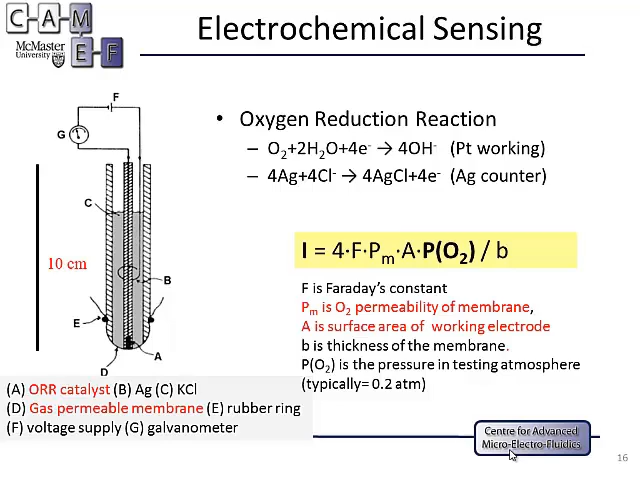 C A M
E F
McMaster
University
Electrochemical Sensing
F
G
C
10 cm
B
E
A
D
• Oxygen Reduction Reaction
– O₂+2H₂O+4e⁻ → 4OH⁻ (Pt working)
– 4Ag+4Cl⁻ → 4AgCl+4e⁻ (Ag counter)
I = 4·F·Pₘ·A·P(O₂) / b
F is Faraday's constant
Pₘ is O₂ permeability of membrane,
A is surface area of working electrode
b is thickness of the membrane.
P(O₂) is the pressure in testing atmosphere
(typically= 0.2 atm)
(A) ORR catalyst (B) Ag (C) KCl
(D) Gas permeable membrane (E) rubber ring
(F) voltage supply (G) galvanometer
Centre for Advanced
Micro-Electro-Fluidics
16